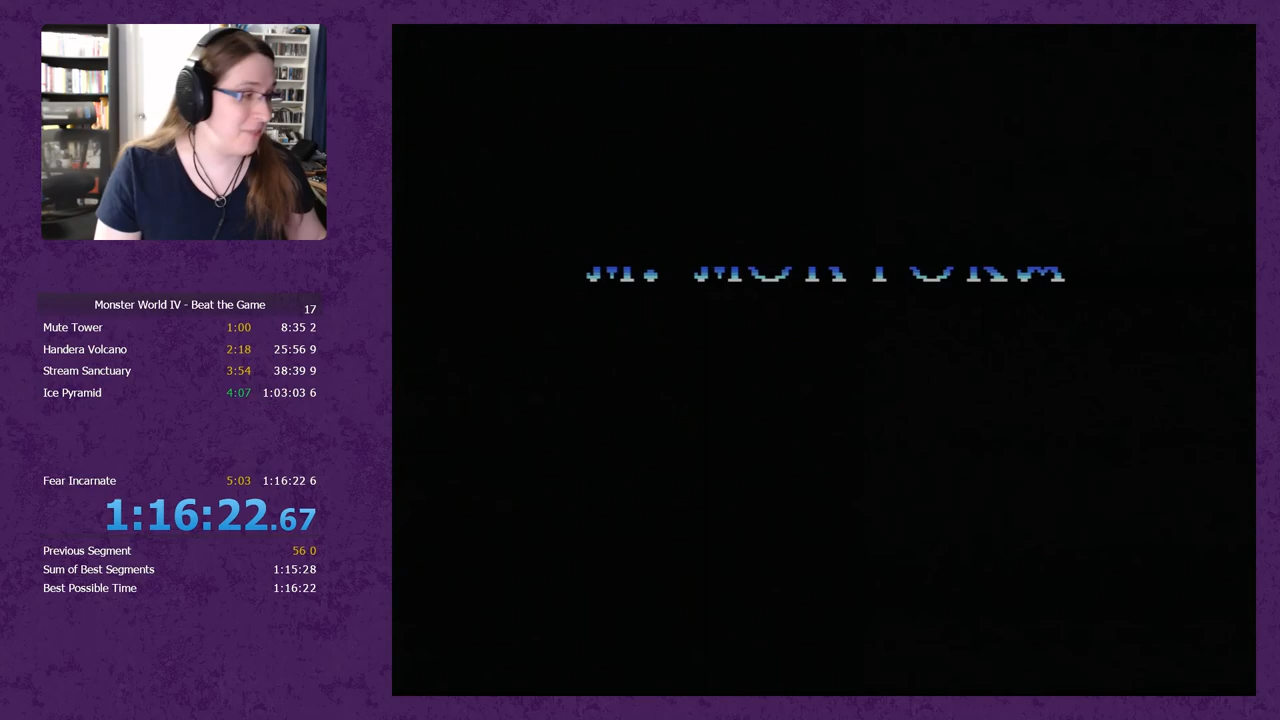 Monster World IV - Beat the Game
17
Mute Tower 1:00 8:35 2
Handera Volcano 2:18 25:56 9
Stream Sanctuary 3:54 38:39 9
Ice Pyramid 4:07 1:03:03 6
Fear Incarnate 5:03 1:16:22 6
1:16:22.67
Previous Segment 56 0
Sum of Best Segments 1:15:28
Best Possible Time 1:16:22